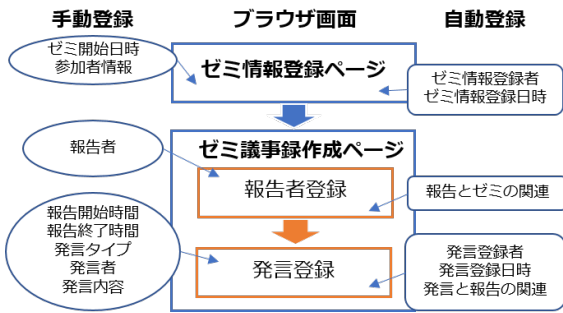 手動登録 ブラウザ画面 自動登録
ゼミ開始日時
参加者情報
ゼミ情報登録ページ
ゼミ情報登録者
ゼミ情報登録日時
ゼミ議事録作成ページ
報告者
報告者登録
報告とゼミの関連
報告開始時間
報告終了時間
発言タイプ
発言者
発言内容
発言登録
発言登録者
発言登録日時
発言と報告の関連